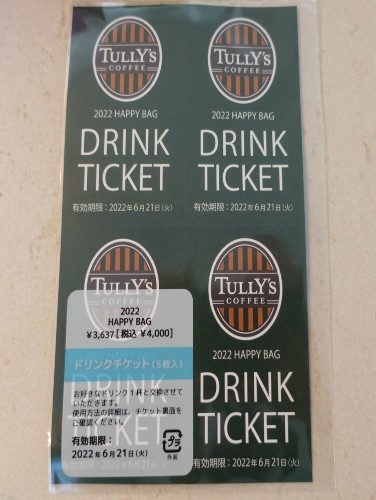 TULLY'S
COFFEE
2022 HAPPY BAG
DRINK
TICKET
有効期限：2022年6月21日(火)
TULLY'S
COFFEE
2022 HAPPY BAG
DRINK
TICKET
有効期限：2022年6月21日(火)
TULLY'S
COFFEE
2022
HAPPY BAG
¥3,637[税込 ¥4,000]
ドリンクチケット(5枚入)
お好きなドリンク1杯と交換させて
いただきます。
使用方法の詳細は、チケット裏面を
ご確認ください。
有効期限：
2022年6月21日(火)
プラ
外装
DRINK
TICKET
TULLY'S
COFFEE
2022 HAPPY BAG
DRINK
TICKET
有効期限：2022年6月21日(火)